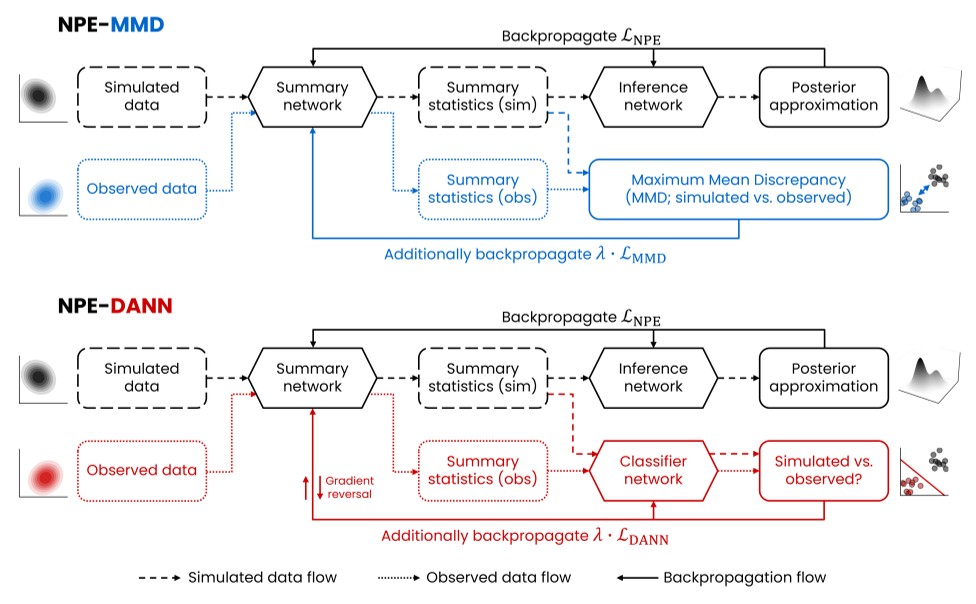 NPE-MMD
Backpropagate ℒNPE
Simulated
data
Summary
network
Summary
statistics (sim)
Inference
network
Posterior
approximation
Observed data
Summary
statistics (obs)
Maximum Mean Discrepancy
(MMD; simulated vs. observed)
Additionally backpropagate λ · ℒMMD
NPE-DANN
Backpropagate ℒNPE
Simulated
data
Summary
network
Summary
statistics (sim)
Inference
network
Posterior
approximation
Observed data
Gradient
reversal
Summary
statistics (obs)
Classifier
network
Simulated vs.
observed?
Additionally backpropagate λ · ℒDANN
Simulated data flow
Observed data flow
Backpropagation flow